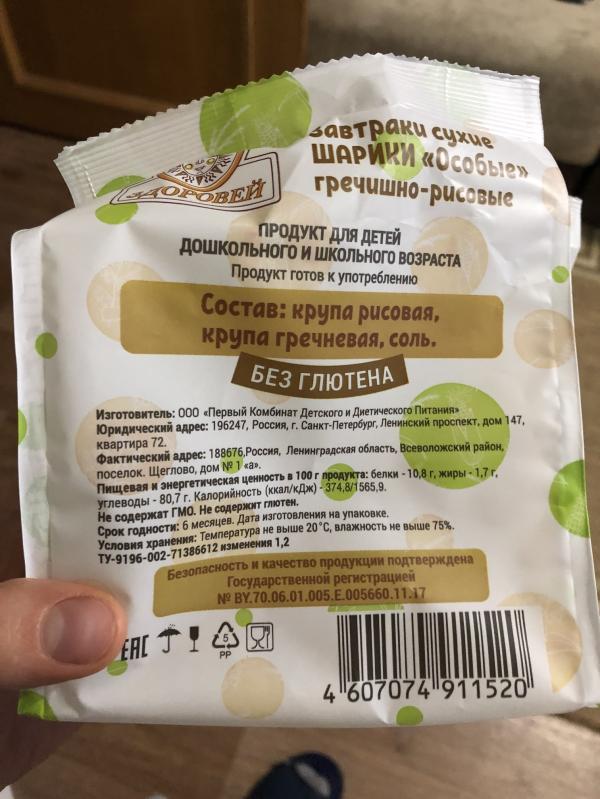 завтраки сухие
ШАРИКИ «Особые»
гречишно-рисовые
ЗДОРОВЕЙ
ПРОДУКТ ДЛЯ ДЕТЕЙ
ДОШКОЛЬНОГО И ШКОЛЬНОГО ВОЗРАСТА
Продукт готов к употреблению
Состав: крупа рисовая,
крупа гречневая, соль.
БЕЗ ГЛЮТЕНА
Изготовитель: ООО «Первый Комбинат Детского и Диетического Питания»
Юридический адрес: 196247, Россия, г. Санкт-Петербург, Ленинский проспект, дом 147,
квартира 72.
Фактический адрес: 188676,Россия, Ленинградская область, Всеволожский район,
поселок. Щеглово, дом № 1 «а».
Пищевая и энергетическая ценность в 100 г продукта: белки - 10,8 г, жиры - 1,7 г,
углеводы - 80,7 г. Калорийность (ккал/кДж) - 374,8/1565,9.
Не содержат ГМО. Не содержит глютен.
Срок годности: 6 месяцев. Дата изготовления на упаковке.
Условия хранения: Температура не выше 20°С, влажность не выше 75%.
ТУ-9196-002-71386612 изменения 1,2
Безопасность и качество продукции подтверждена
Государственной регистрацией
№ BY.70.06.01.005.Е.005660.11.17
ЕАС
5
PP
4 607074 911520